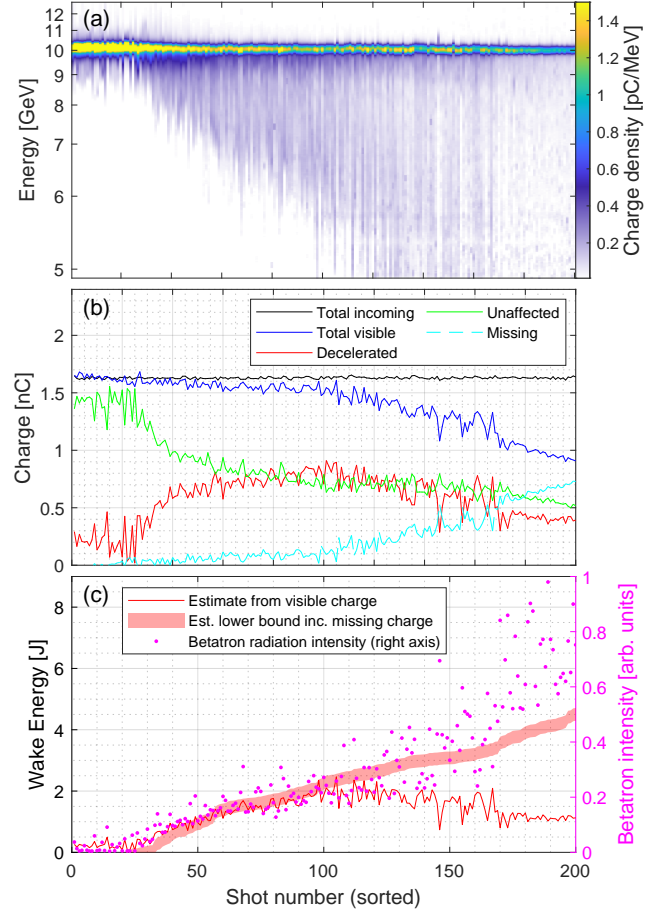 (a)
12
11
10
9
8
7
6
5
Energy [GeV]
1.4
1.2
1
0.8
0.6
0.4
0.2
Charge density [pC/MeV]
(b)
Total incoming
Total visible
Decelerated
Unaffected
Missing
2
1.5
1
0.5
0
Charge [nC]
(c)
Estimate from visible charge
Est. lower bound inc. missing charge
Betatron radiation intensity (right axis)
8
6
4
2
0
Wake Energy [J]
1
0.8
0.6
0.4
0.2
0
Betatron intensity [arb. units]
50 100 150 200
Shot number (sorted)